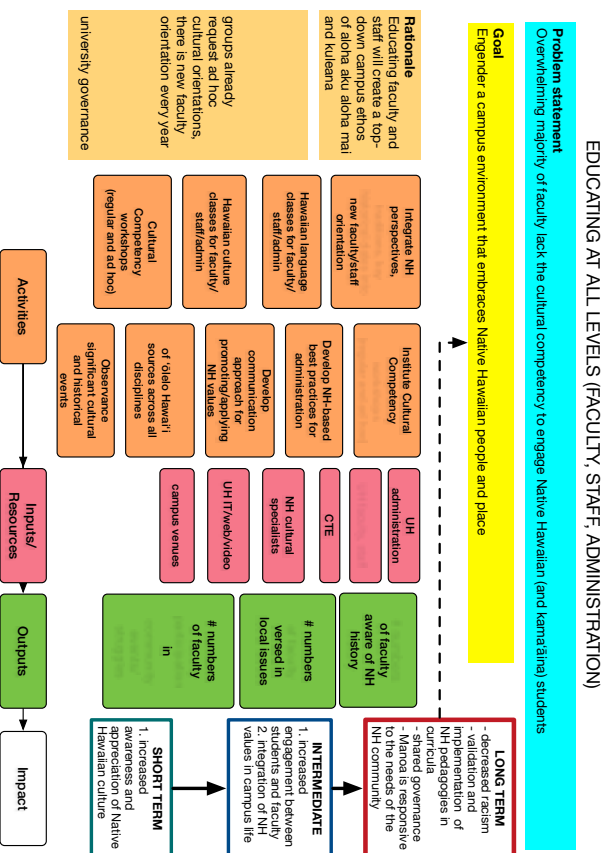 EDUCATING AT ALL LEVELS (FACULTY, STAFF, ADMINISTRATION)
Problem statement
Overwhelming majority of faculty lack the cultural competency to engage Native Hawaiian (and kamaʻāina) students
Goal
Engender a campus environment that embraces Native Hawaiian people and place
Rationale
Educating faculty and
staff will create a top-
down campus ethos
of aloha aku aloha mai
and kuleana
groups already
request ad hoc
cultural orientations,
there is new faculty
orientation every year
university governance
Integrate NH
perspectives,
new faculty/staff
orientation
Hawaiian language
classes for faculty/
staff/admin
Hawaiian culture
classes for faculty/
staff/admin
Cultural
Competency
workshops
(regular and ad hoc)
Institute Cultural
Competency
Develop NH-based
best practices for
administration
Develop
communication
approach for
promoting/applying
NH values
of ʻōlelo Hawaiʻi
sources across all
disciplines
Observance
significant cultural
and historical
events
UH
administration
CTE
NH cultural
specialists
UH IT/web/video
campus venues
of faculty
aware of NH
history
# numbers
versed in
local issues
# numbers
of faculty
in
LONG TERM
- decreased racism
- validation and
implementation of
NH pedagogies in
curricula
- shared governance
- Manoa is responsive
to the needs of the
NH community
INTERMEDIATE
1. increased
engagement between
students and faculty
2. integration of NH
values in campus life
SHORT TERM
1. increased
awareness and
appreciation of Native
Hawaiian culture
Activities
Inputs/
Resources
Outputs
Impact